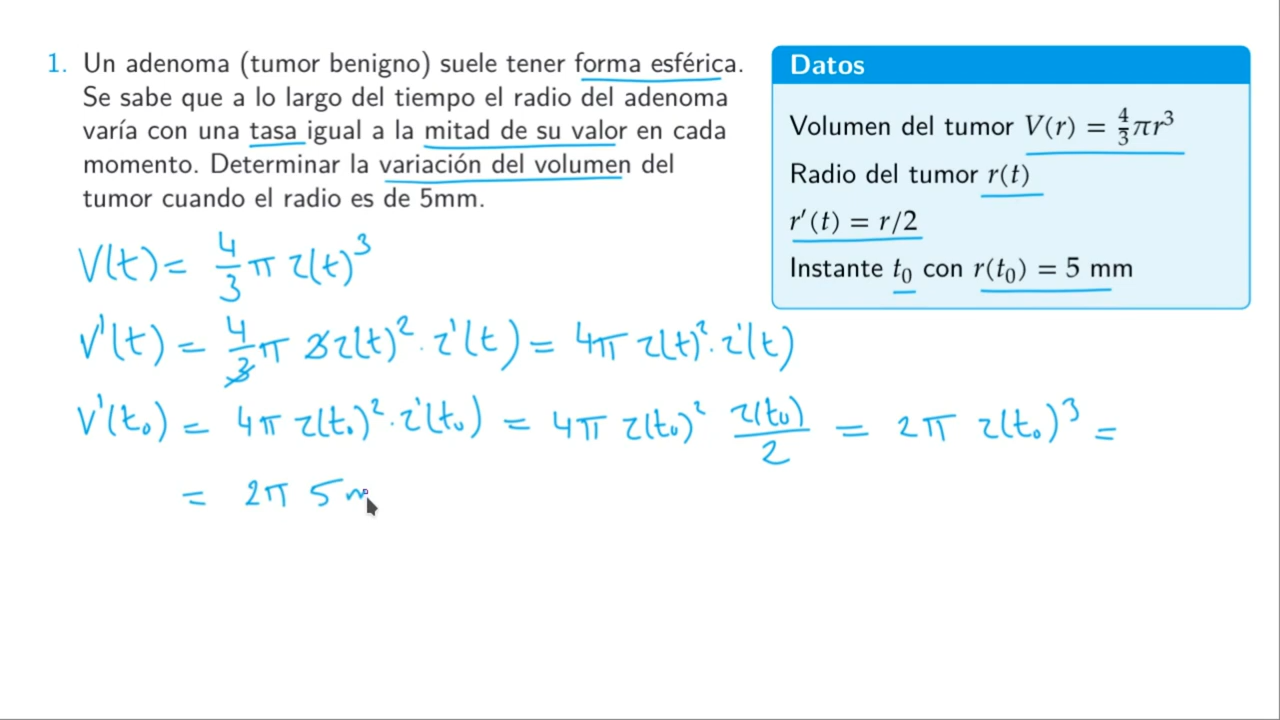 1. Un adenoma (tumor benigno) suele tener forma esférica.
Se sabe que a lo largo del tiempo el radio del adenoma
varía con una tasa igual a la mitad de su valor en cada
momento. Determinar la variación del volumen del
tumor cuando el radio es de 5mm.
Datos
Volumen del tumor V(r) = 4/3 πr³
Radio del tumor r(t)
r′(t) = r/2
Instante t₀ con r(t₀) = 5 mm
V(t) = 4/3 π r(t)³
V'(t) = 4/3 π 3r(t)² · r'(t) = 4π r(t)² · r'(t)
V'(t₀) = 4π r(t₀)² · r'(t₀) = 4π r(t₀)² r(t₀)/2 = 2π r(t₀)³ =
= 2π 5m